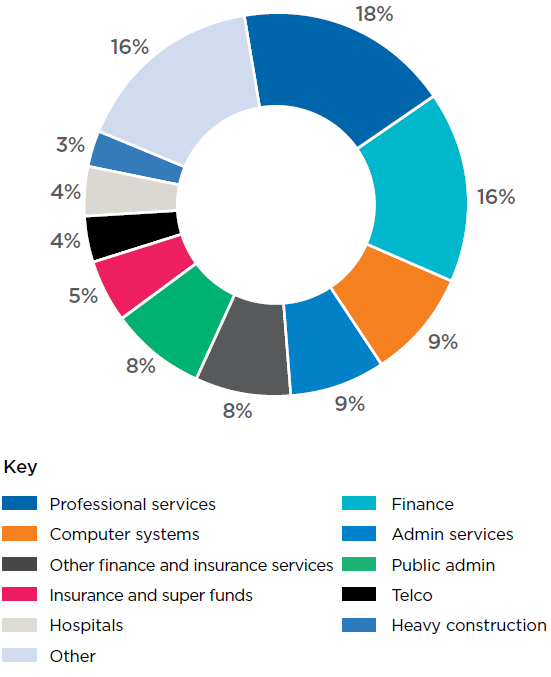 18%
16%
16%
3%
4%
4%
9%
5%
8%
9%
8%
Key
Professional services
Finance
Computer systems
Admin services
Other finance and insurance services
Public admin
Insurance and super funds
Telco
Hospitals
Heavy construction
Other